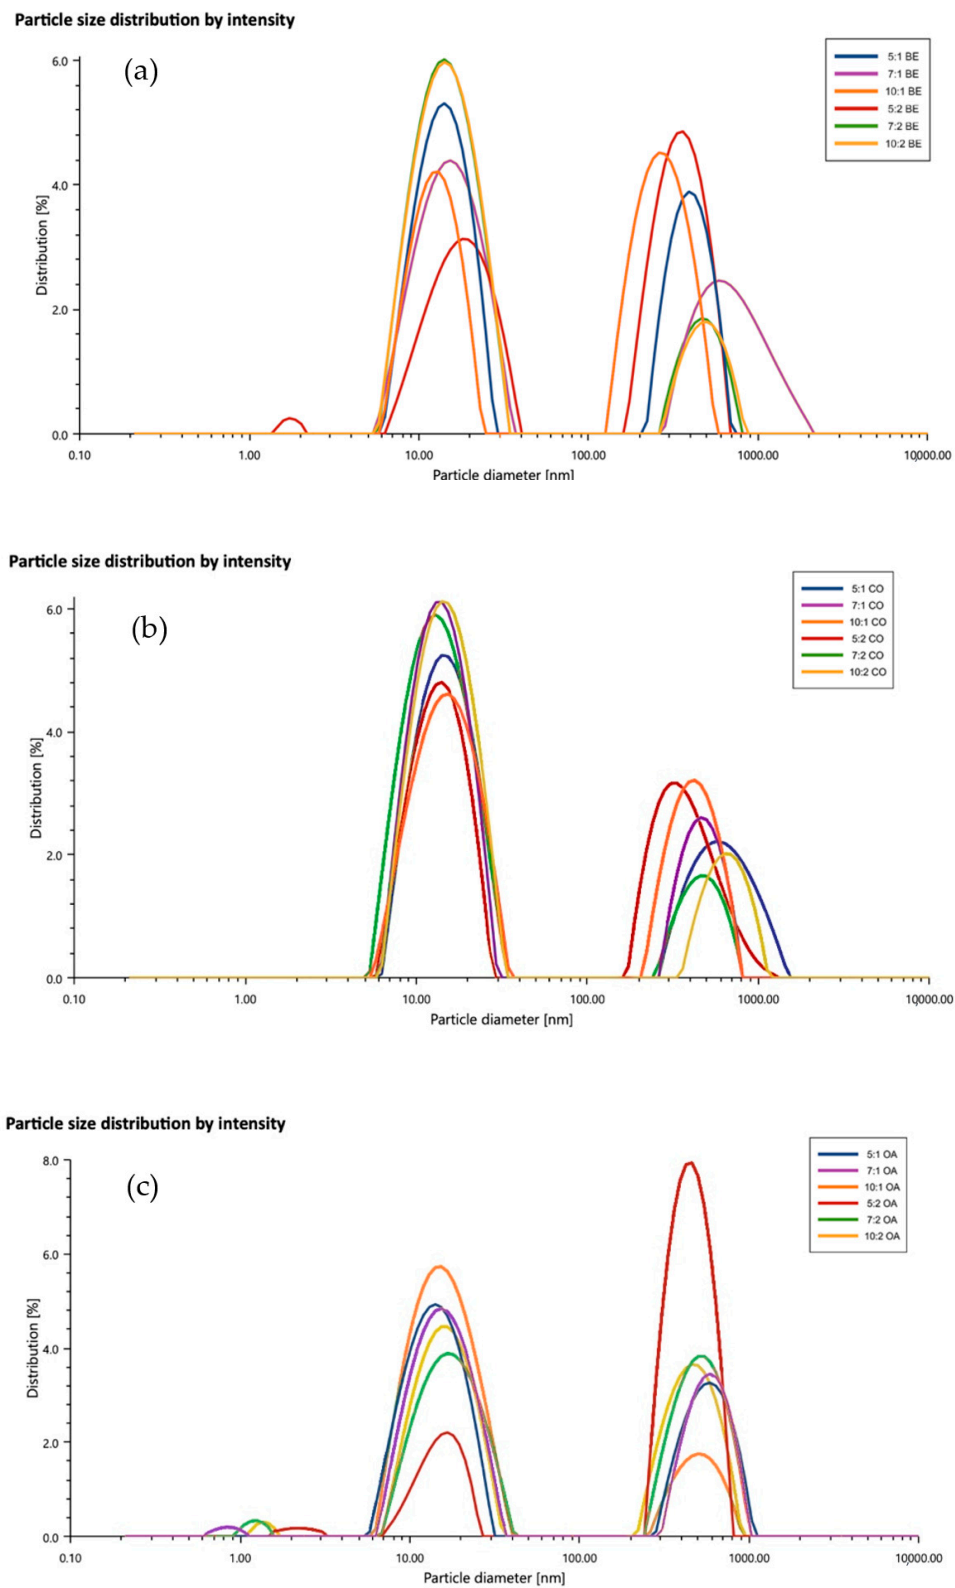 Particle size distribution by intensity
(a)
5:1 BE
7:1 BE
10:1 BE
5:2 BE
7:2 BE
10:2 BE
6.0
4.0
2.0
0.0
Distribution [%]
0.10 1.00 10.00 100.00 1000.00 10000.00
Particle diameter [nm]
Particle size distribution by intensity
(b)
5:1 CO
7:1 CO
10:1 CO
5:2 CO
7:2 CO
10:2 CO
6.0
4.0
2.0
0.0
Distribution [%]
0.10 1.00 10.00 100.00 1000.00 10000.00
Particle diameter [nm]
Particle size distribution by intensity
(c)
5:1 OA
7:1 OA
10:1 OA
5:2 OA
7:2 OA
10:2 OA
8.0
6.0
4.0
2.0
0.0
Distribution [%]
0.10 1.00 10.00 100.00 1000.00 10000.00
Particle diameter [nm]